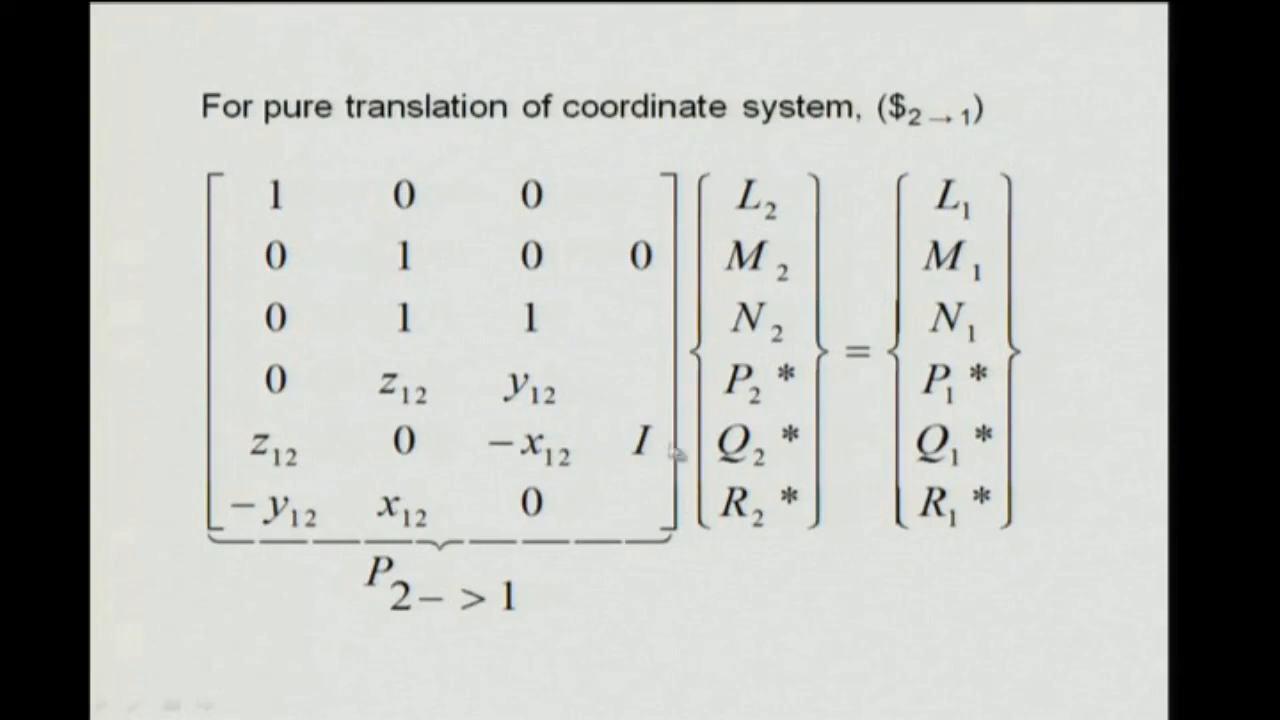 For pure translation of coordinate system, ($₂→₁)
1 0 0 L₂ L₁
0 1 0 0 M₂ M₁
0 1 1 N₂ N₁
0 z₁₂ y₁₂ P₂* = P₁*
z₁₂ 0 −x₁₂ I Q₂* Q₁*
−y₁₂ x₁₂ 0 R₂* R₁*
P₂₋>₁